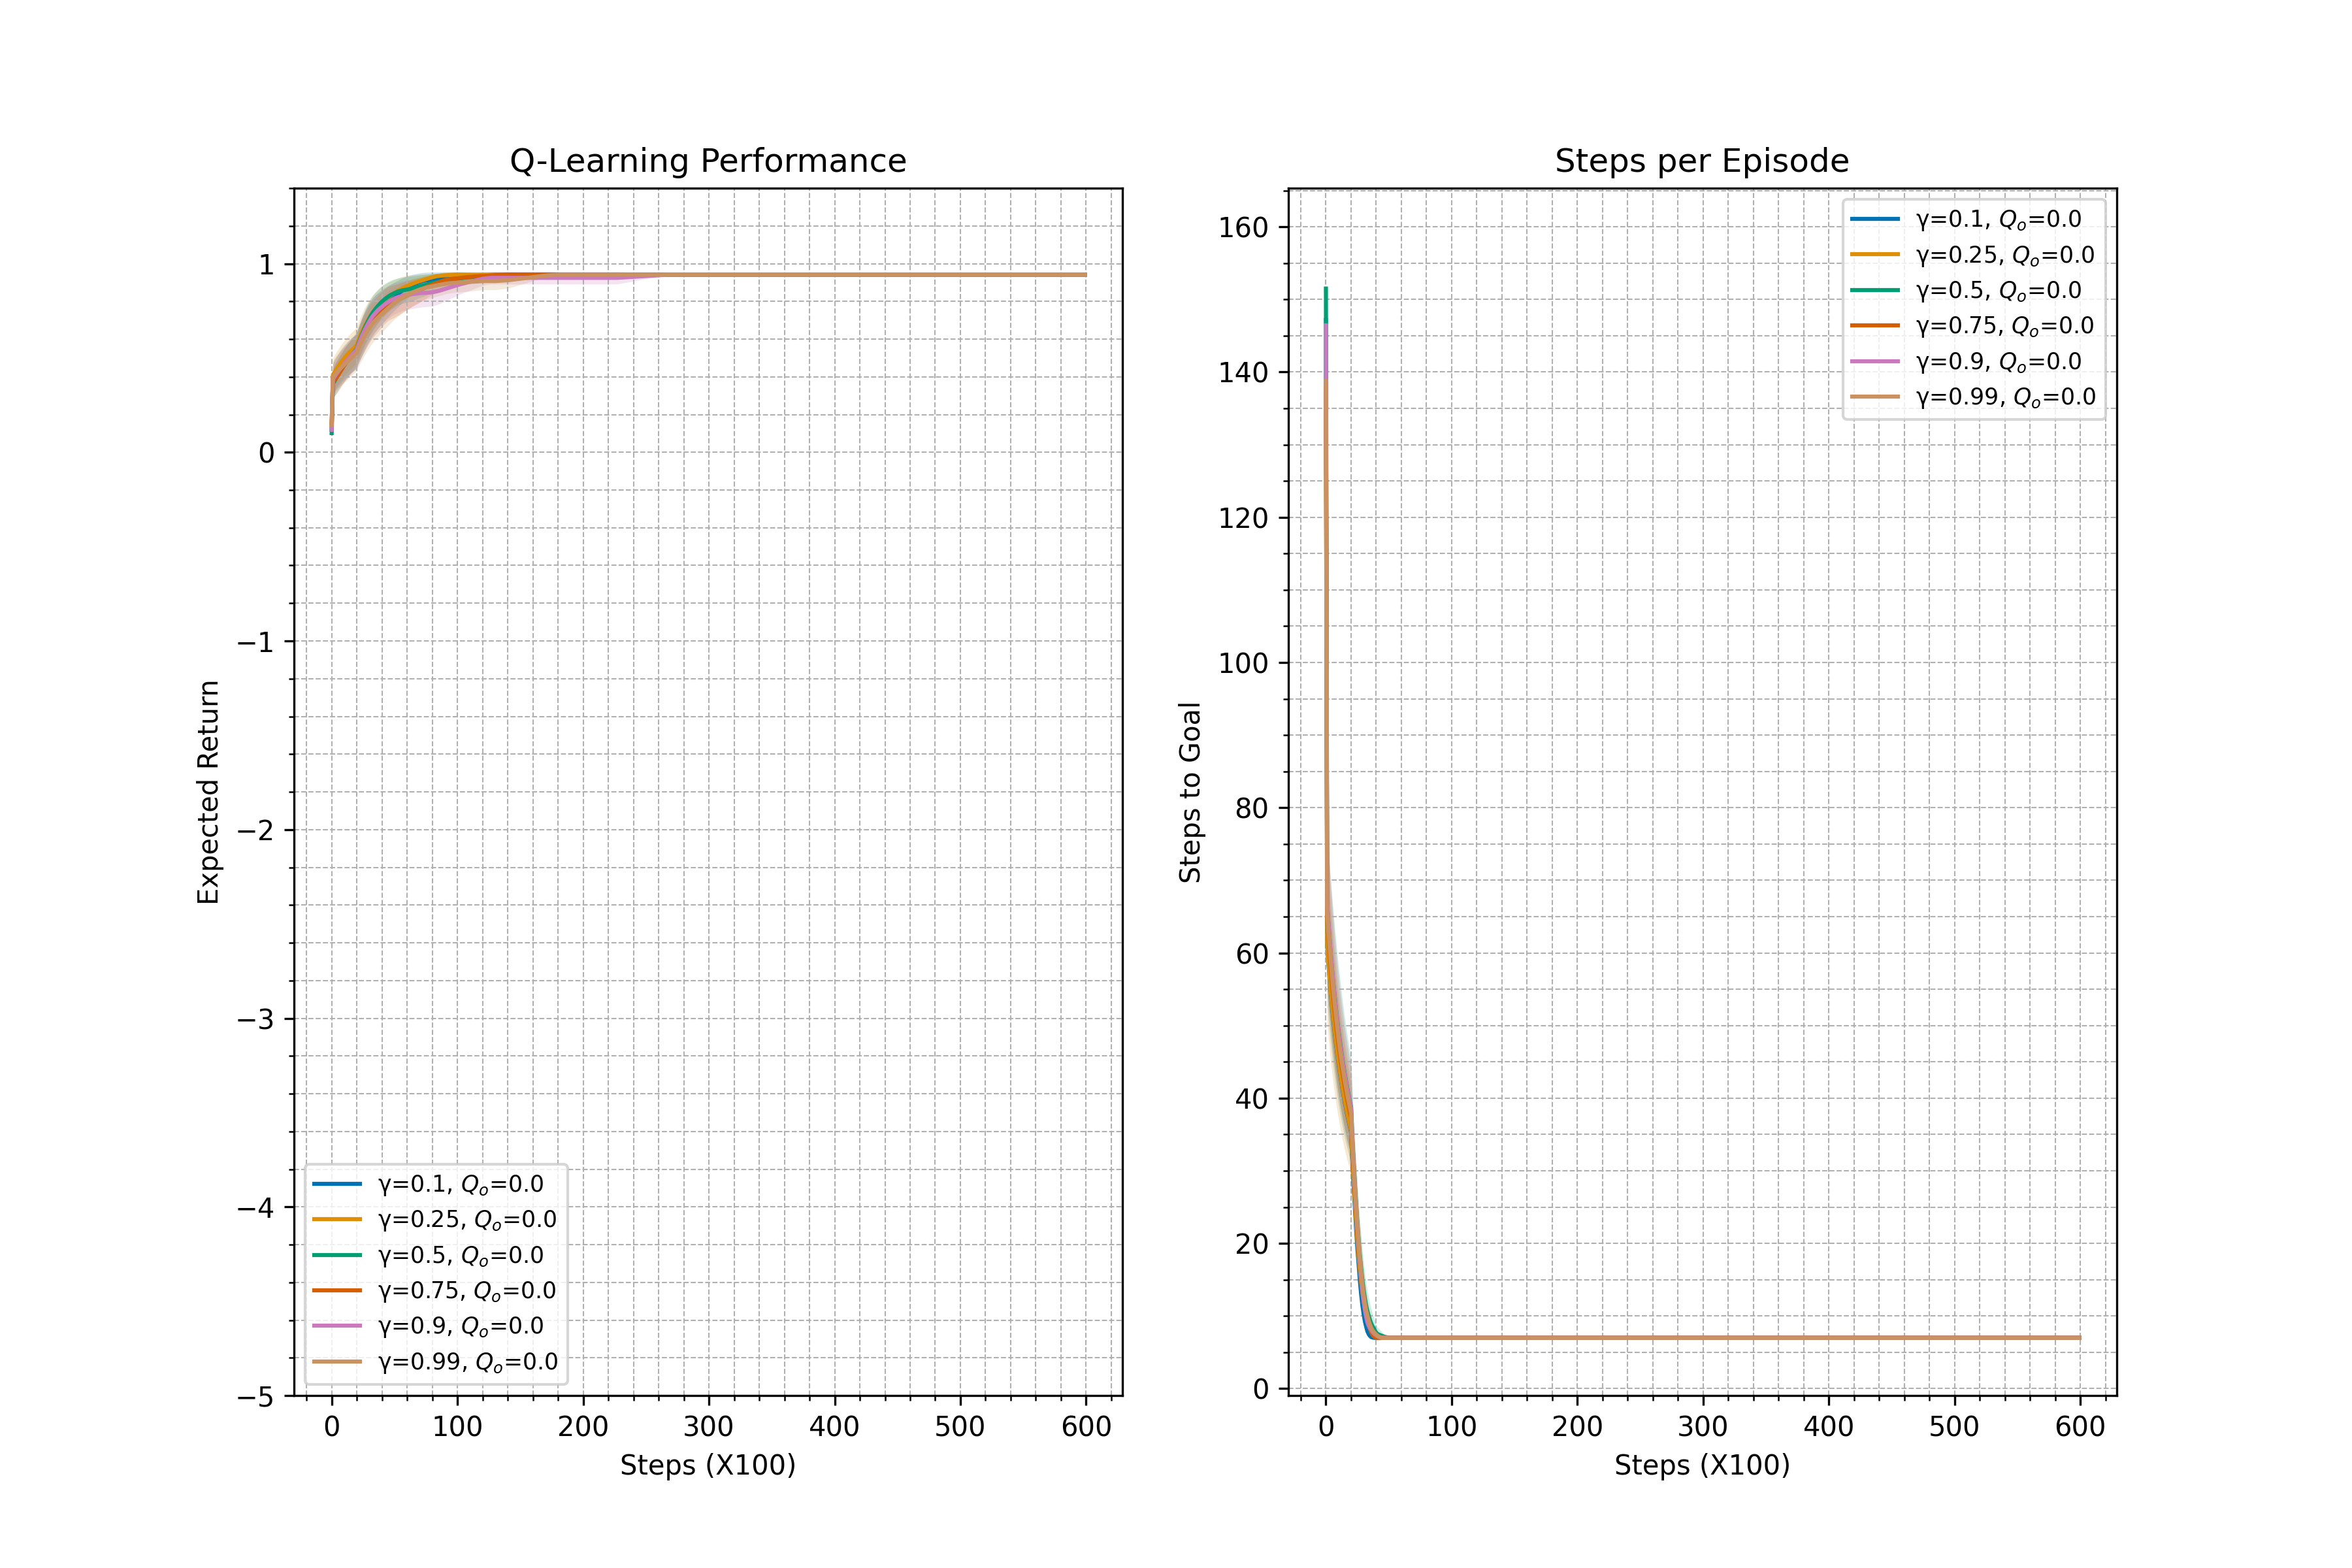 Q-Learning Performance
1
0
−1
−2
−3
−4
−5
Expected Return
0 100 200 300 400 500 600
Steps (X100)
γ=0.1, Qₒ=0.0
γ=0.25, Qₒ=0.0
γ=0.5, Qₒ=0.0
γ=0.75, Qₒ=0.0
γ=0.9, Qₒ=0.0
γ=0.99, Qₒ=0.0
Steps per Episode
160
140
120
100
80
60
40
20
0
Steps to Goal
0 100 200 300 400 500 600
Steps (X100)
γ=0.1, Qₒ=0.0
γ=0.25, Qₒ=0.0
γ=0.5, Qₒ=0.0
γ=0.75, Qₒ=0.0
γ=0.9, Qₒ=0.0
γ=0.99, Qₒ=0.0